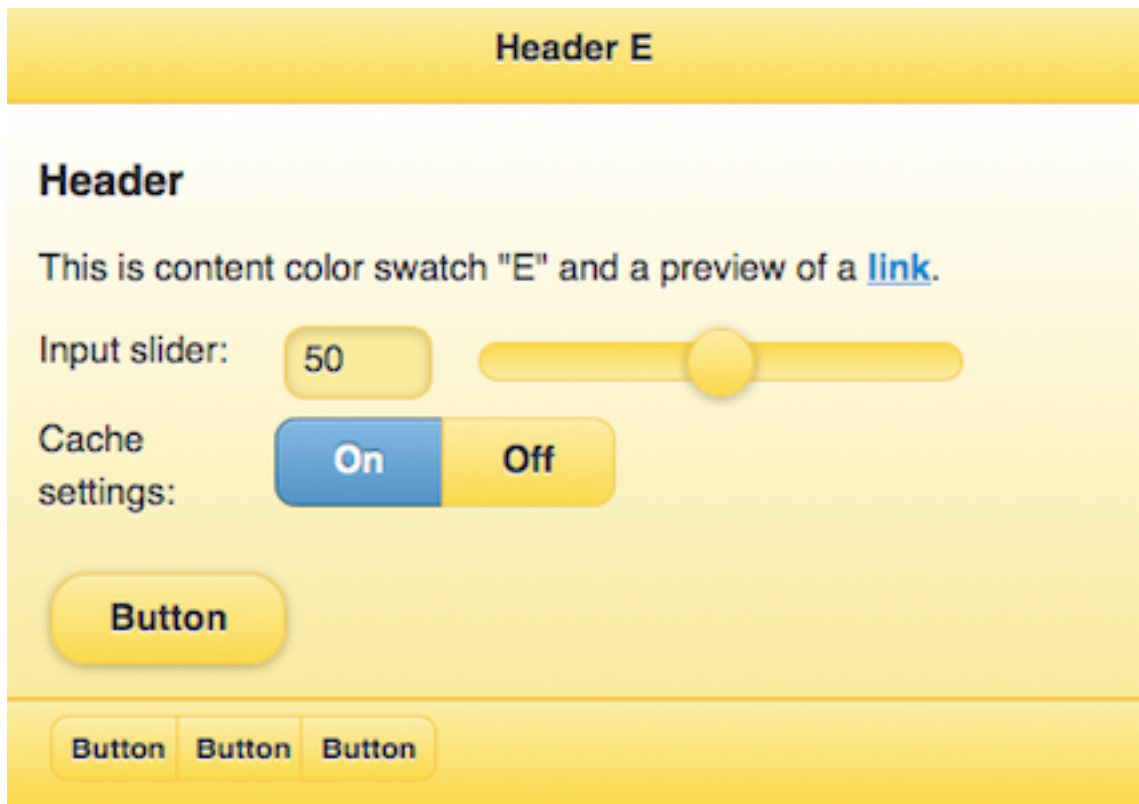 Header E
Header
This is content color swatch "E" and a preview of a link.
Input slider: 50
Cache
settings:
On Off
Button
Button Button Button